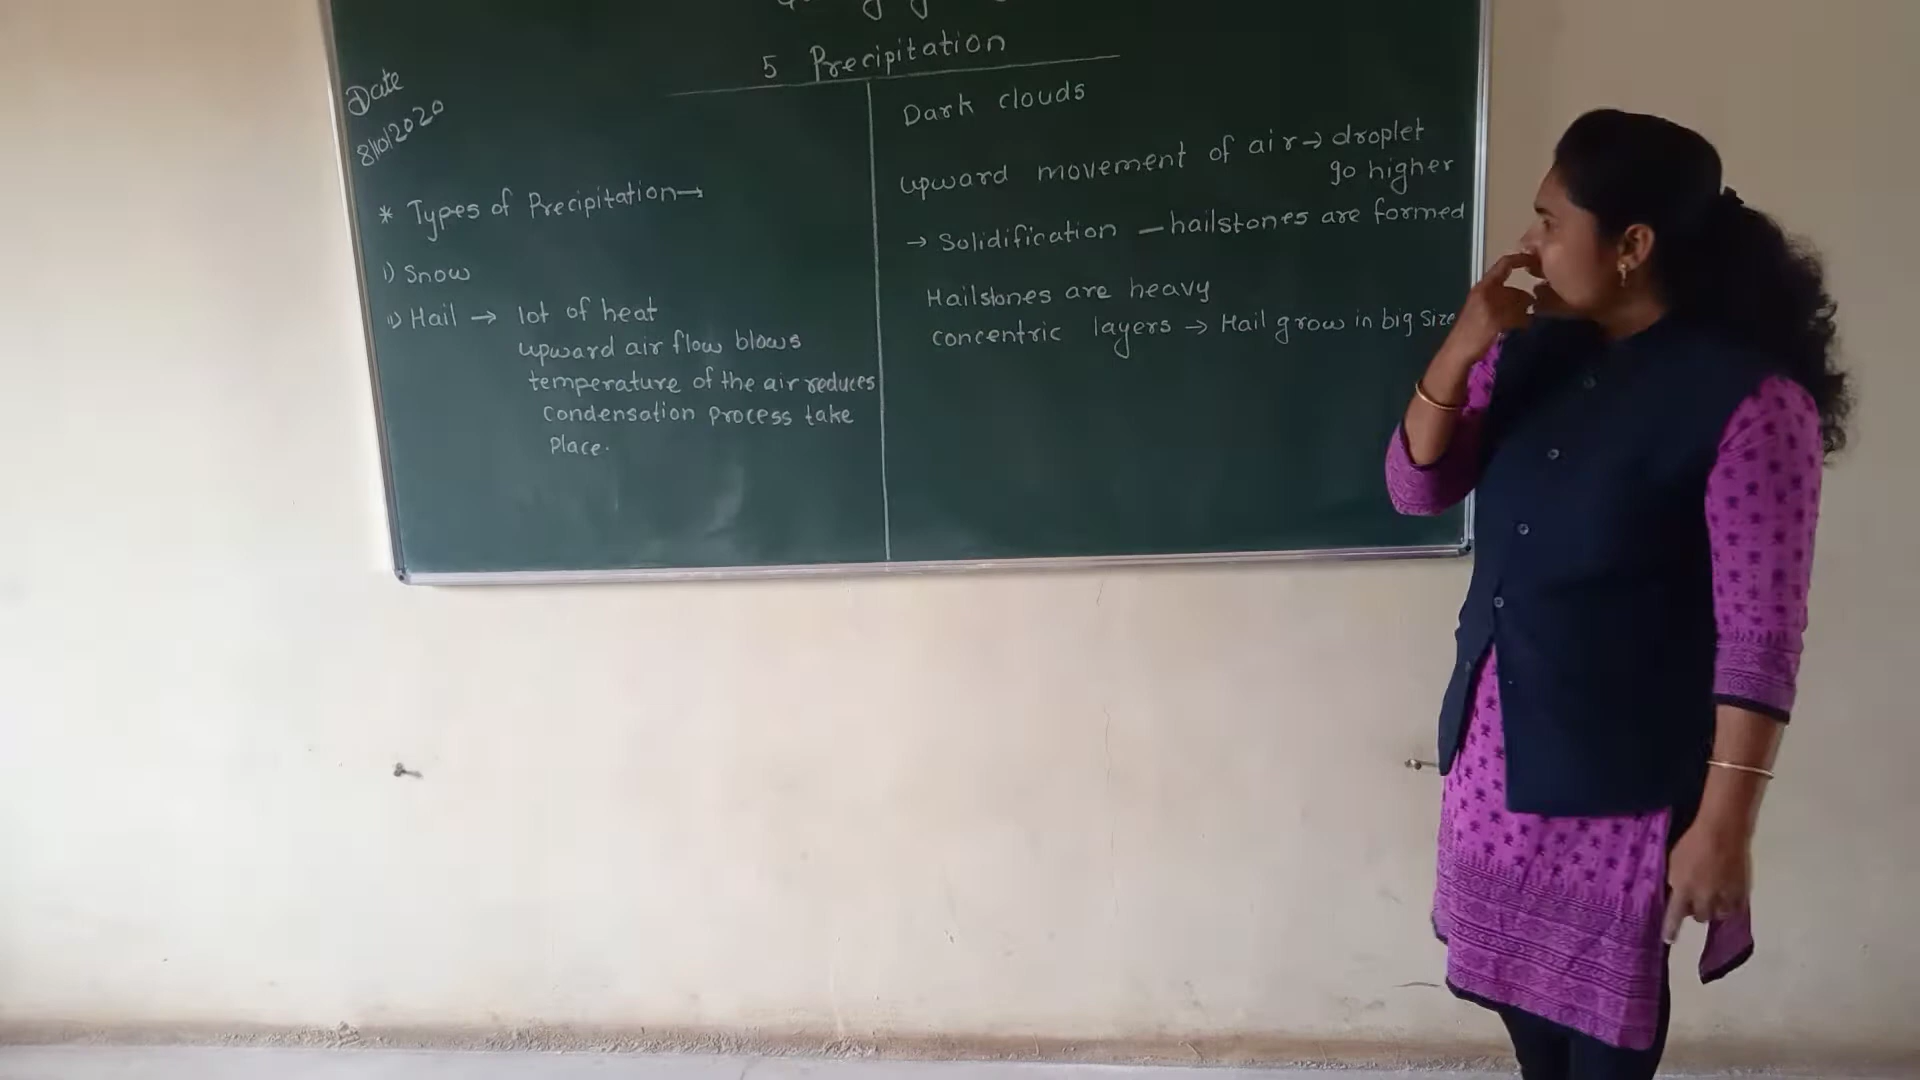 5 Precipitation
Date
8/10/2020
* Types of Precipitation→
i) Snow
ii) Hail → lot of heat
upward air flow blows
temperature of the air reduces
Condensation process take
Place.
Dark clouds
upward movement of air → droplet
go higher
→ Solidification — hailstones are formed
Hailstones are heavy
concentric layers → Hail grow in big Size